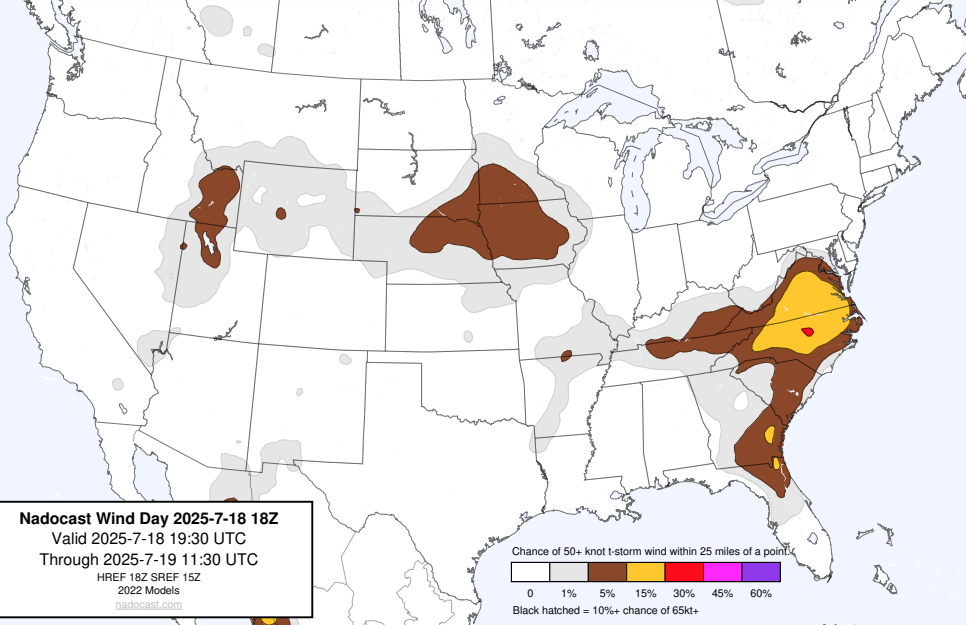 Nadocast Wind Day 2025-7-18 18Z
Valid 2025-7-18 19:30 UTC
Through 2025-7-19 11:30 UTC
HREF 18Z SREF 15Z
2022 Models
nadocast.com
Chance of 50+ knot t-storm wind within 25 miles of a point.
0 1% 5% 15% 30% 45% 60%
Black hatched = 10%+ chance of 65kt+